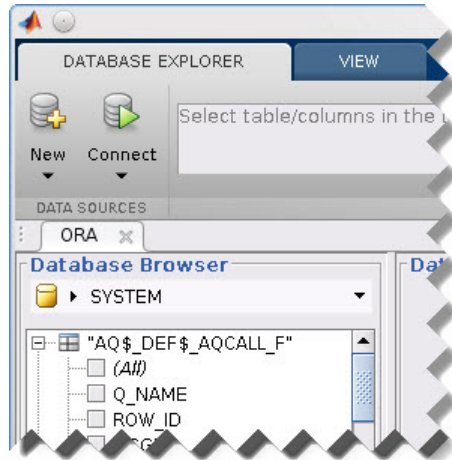 DATABASE EXPLORER VIEW
Select table/columns in the
New Connect
DATA SOURCES
ORA
Database Browser
SYSTEM
"AQ$_DEF$_AQCALL_F"
(All)
Q_NAME
ROW_ID